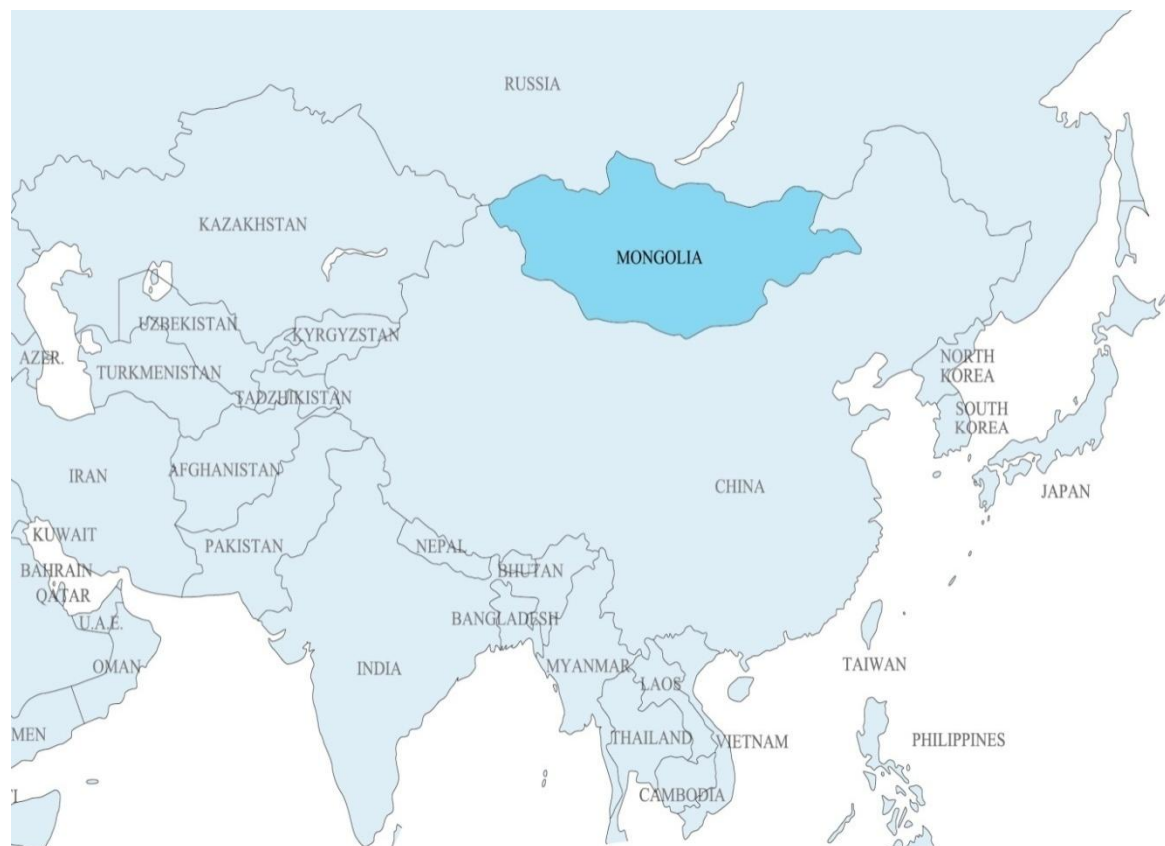 RUSSIA
KAZAKHSTAN
MONGOLIA
UZBEKISTAN
KYRGYZSTAN
AZER.
TURKMENISTAN
NORTH
KOREA
TADZHIKISTAN
SOUTH
KOREA
IRAN
AFGHANISTAN
CHINA
JAPAN
KUWAIT
PAKISTAN
NEPAL
BAHRAIN
BHUTAN
QATAR
U.A.E.
BANGLADESH
OMAN
INDIA
MYANMAR
TAIWAN
LAOS
MEN
THAILAND
VIETNAM
PHILIPPINES
CAMBODIA